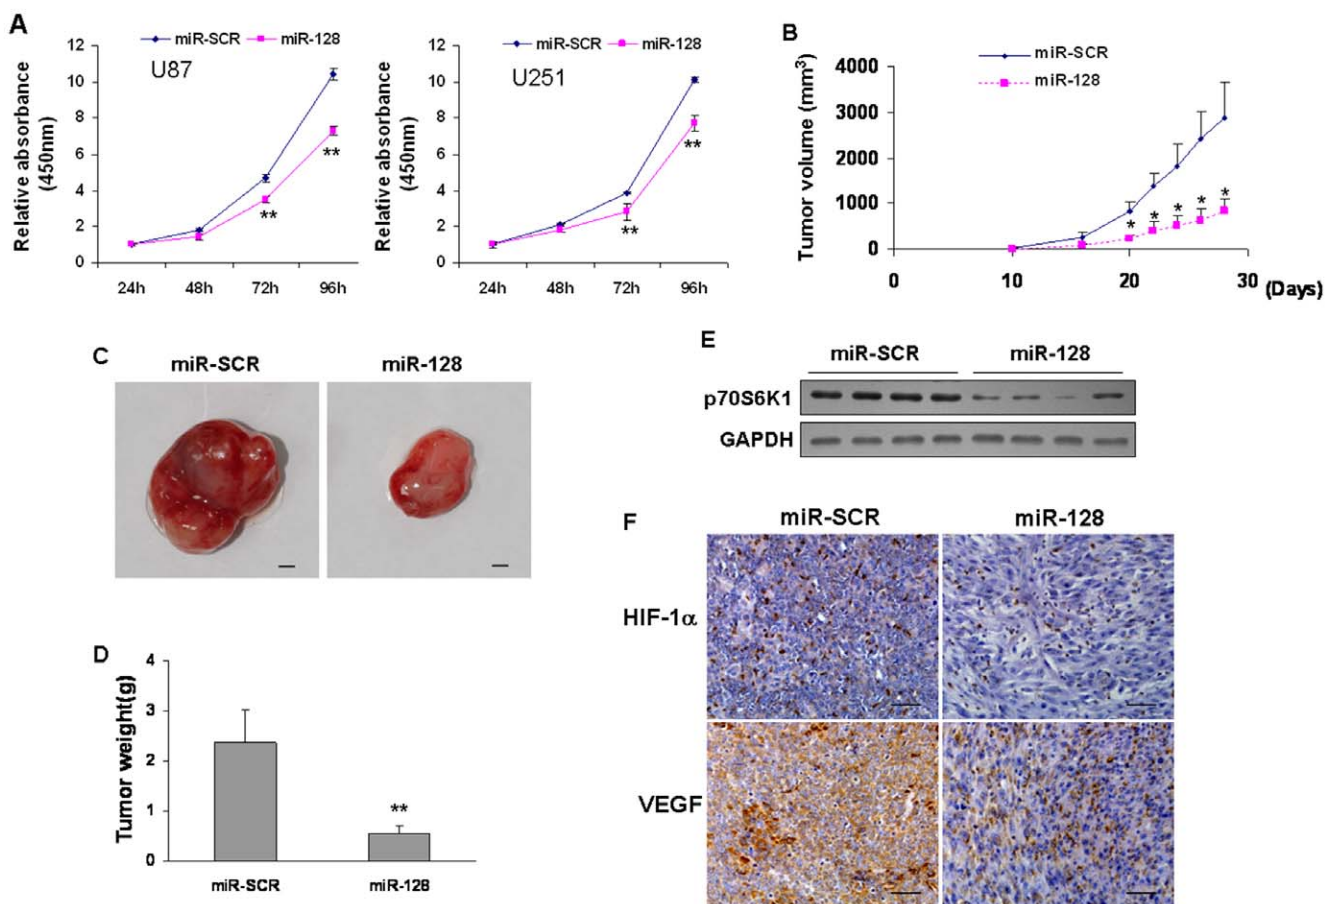 A
miR-SCR miR-128
U87
Relative absorbance
(450nm)
12
10
8
6
4
2
0
**
**
24h 48h 72h 96h
miR-SCR miR-128
U251
Relative absorbance
(450nm)
12
10
8
6
4
2
0
**
**
24h 48h 72h 96h
B
miR-SCR
miR-128
Tumor volume (mm³)
4000
3000
2000
1000
0
* * * * *
0 10 20 30 (Days)
C
miR-SCR miR-128
D
Tumor weight(g)
4
3
2
1
0
**
miR-SCR miR-128
E
miR-SCR miR-128
p70S6K1
GAPDH
F
miR-SCR miR-128
HIF-1α
VEGF